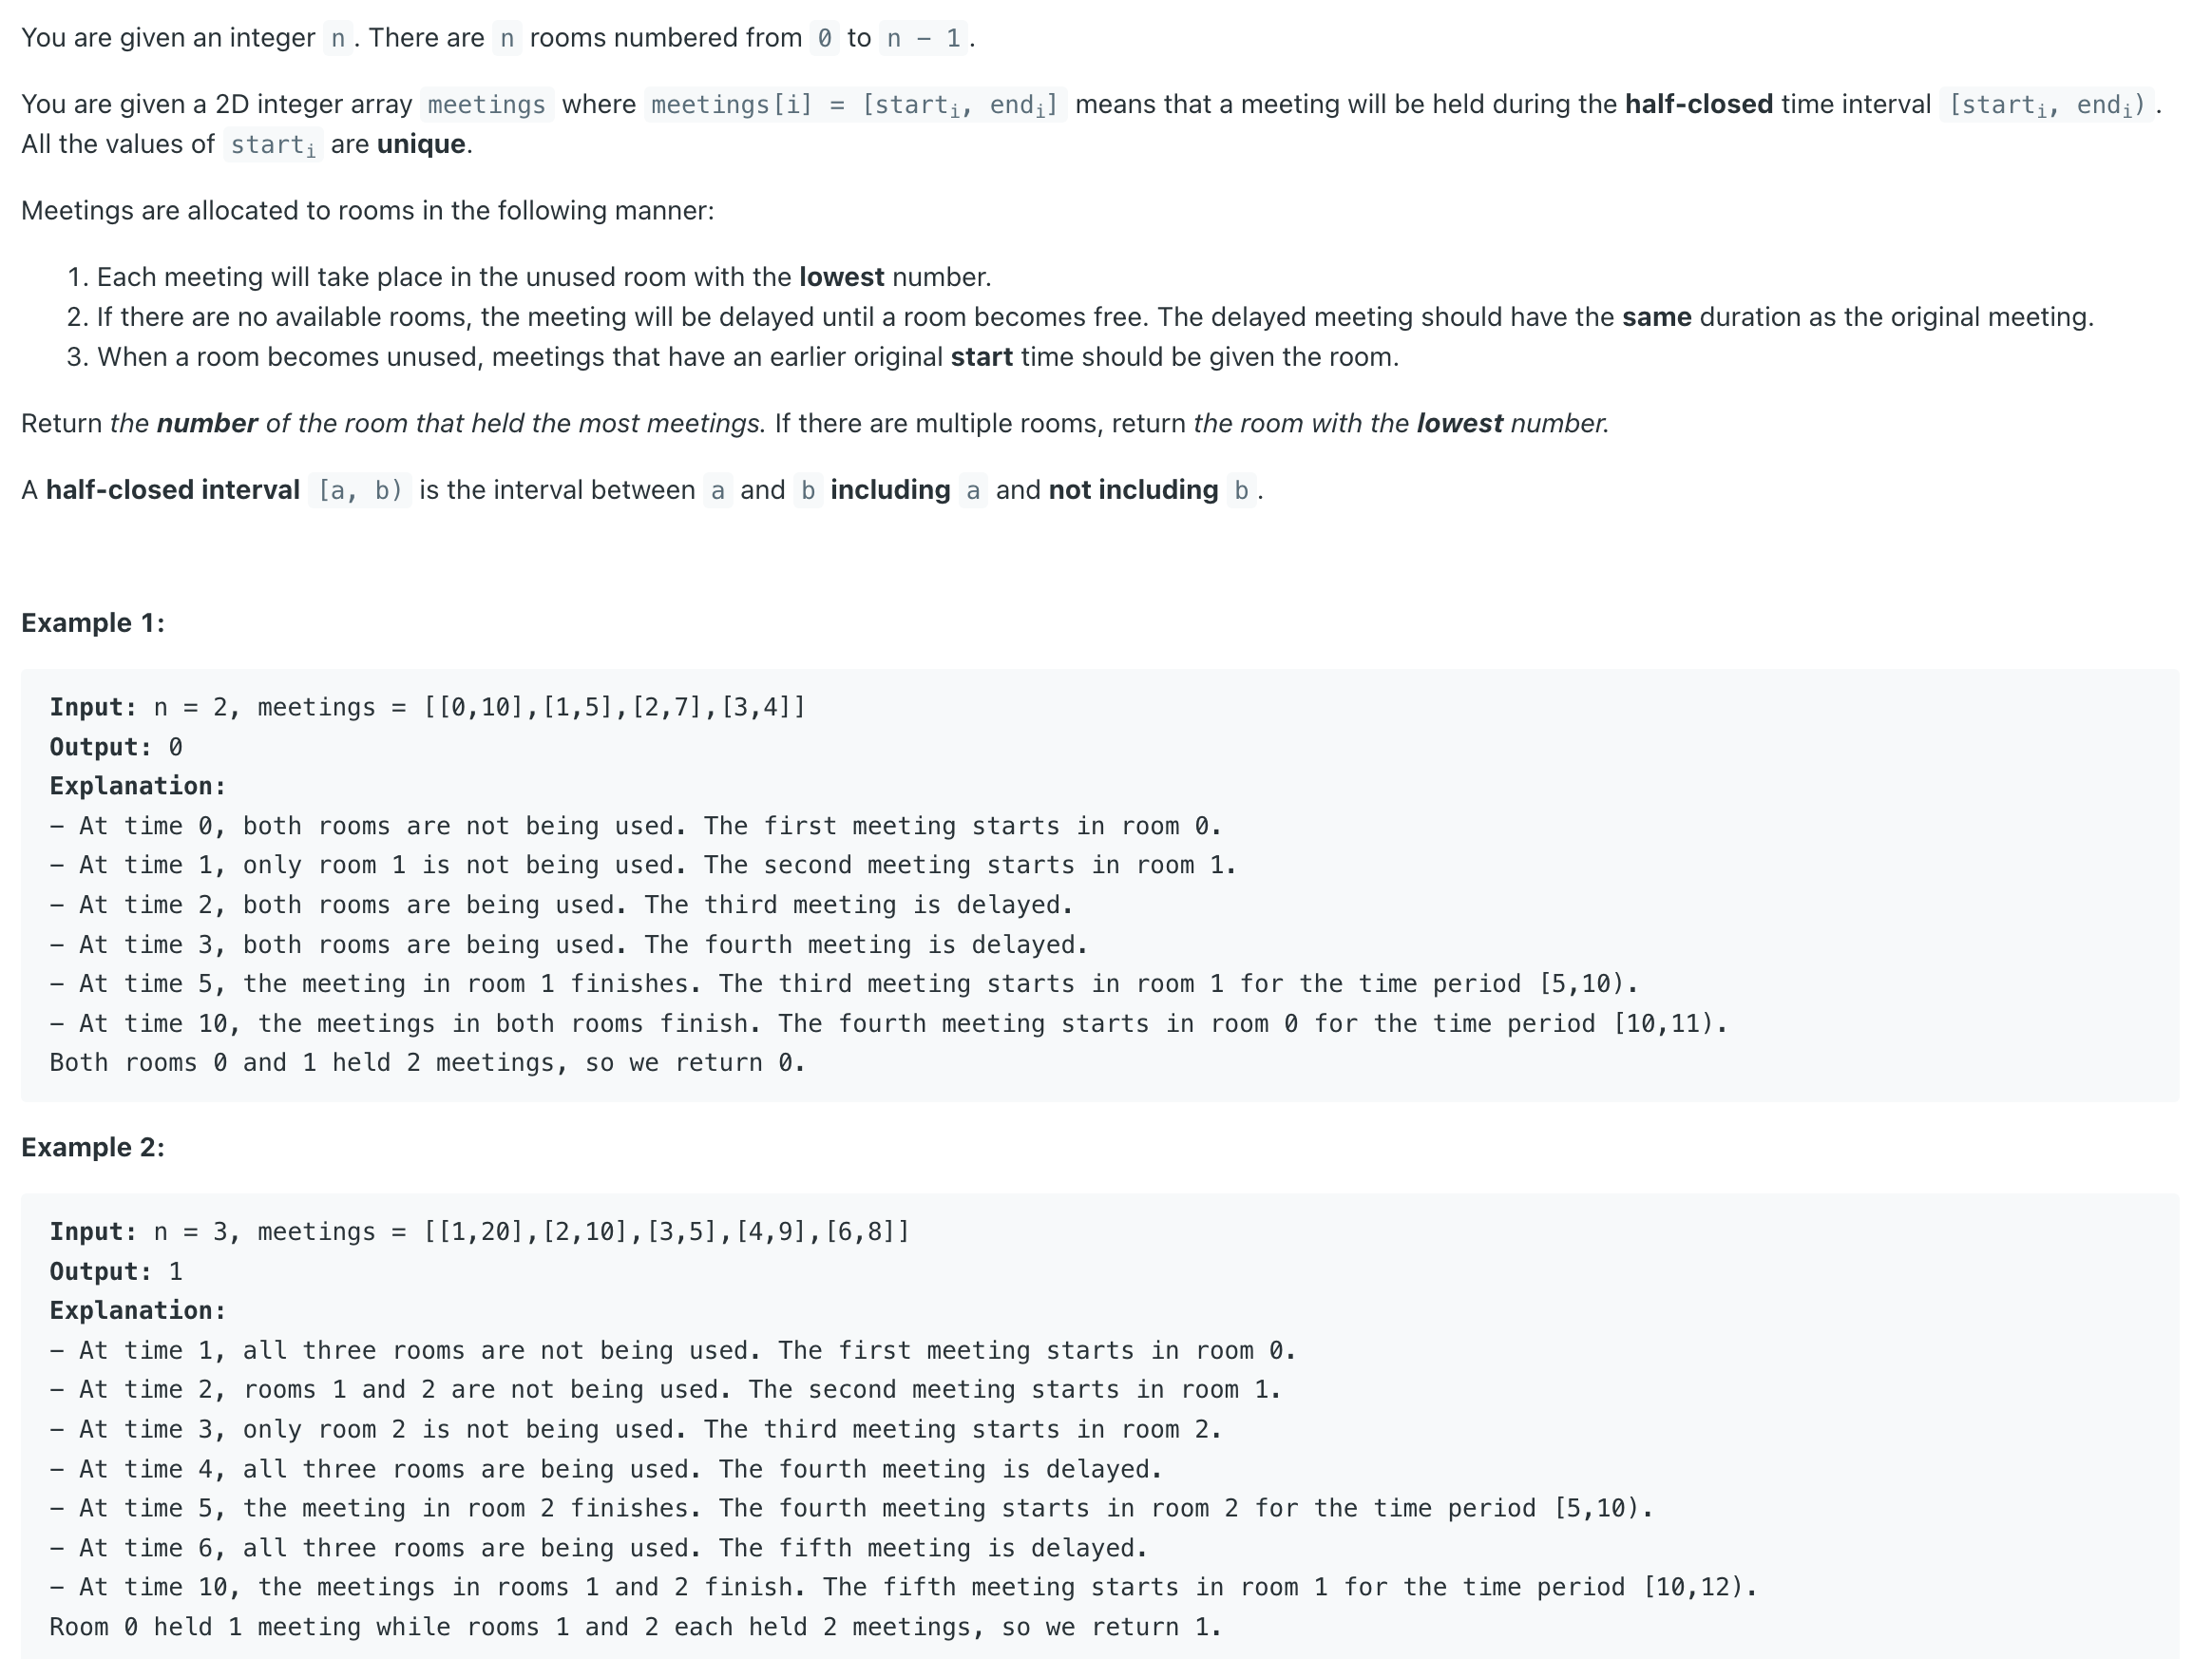 You are given an integer n. There are n rooms numbered from 0 to n - 1.
You are given a 2D integer array meetings where meetings[i] = [starti, endi] means that a meeting will be held during the half-closed time interval [starti, endi).
All the values of starti are unique.
Meetings are allocated to rooms in the following manner:
1. Each meeting will take place in the unused room with the lowest number.
2. If there are no available rooms, the meeting will be delayed until a room becomes free. The delayed meeting should have the same duration as the original meeting.
3. When a room becomes unused, meetings that have an earlier original start time should be given the room.
Return the number of the room that held the most meetings. If there are multiple rooms, return the room with the lowest number.
A half-closed interval [a, b) is the interval between a and b including a and not including b.
Example 1:
Input: n = 2, meetings = [[0,10],[1,5],[2,7],[3,4]]
Output: 0
Explanation:
- At time 0, both rooms are not being used. The first meeting starts in room 0.
- At time 1, only room 1 is not being used. The second meeting starts in room 1.
- At time 2, both rooms are being used. The third meeting is delayed.
- At time 3, both rooms are being used. The fourth meeting is delayed.
- At time 5, the meeting in room 1 finishes. The third meeting starts in room 1 for the time period [5,10).
- At time 10, the meetings in both rooms finish. The fourth meeting starts in room 0 for the time period [10,11).
Both rooms 0 and 1 held 2 meetings, so we return 0.
Example 2:
Input: n = 3, meetings = [[1,20],[2,10],[3,5],[4,9],[6,8]]
Output: 1
Explanation:
- At time 1, all three rooms are not being used. The first meeting starts in room 0.
- At time 2, rooms 1 and 2 are not being used. The second meeting starts in room 1.
- At time 3, only room 2 is not being used. The third meeting starts in room 2.
- At time 4, all three rooms are being used. The fourth meeting is delayed.
- At time 5, the meeting in room 2 finishes. The fourth meeting starts in room 2 for the time period [5,10).
- At time 6, all three rooms are being used. The fifth meeting is delayed.
- At time 10, the meetings in rooms 1 and 2 finish. The fifth meeting starts in room 1 for the time period [10,12).
Room 0 held 1 meeting while rooms 1 and 2 each held 2 meetings, so we return 1.